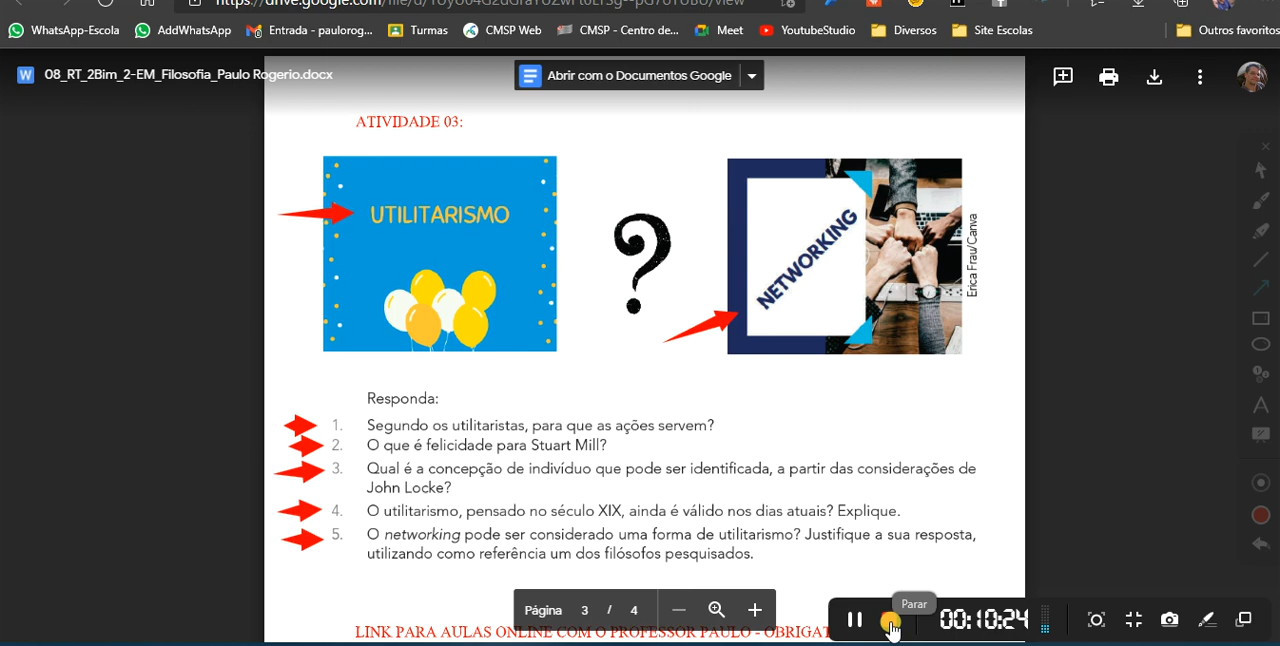 WhatsApp-Escola AddWhatsApp Entrada - paulorog... Turmas CMSP Web CMSP - Centro de... Meet YoutubeStudio Diversos Site Escolas Outros favoritos
08_RT_2Bim_2-EM_Filosofia_Paulo Rogerio.docx
Abrir com o Documentos Google
ATIVIDADE 03:
UTILITARISMO
?
NETWORKING
Erica Frau/Canva
Responda:
1. Segundo os utilitaristas, para que as ações servem?
2. O que é felicidade para Stuart Mill?
3. Qual é a concepção de indivíduo que pode ser identificada, a partir das considerações de
John Locke?
4. O utilitarismo, pensado no século XIX, ainda é válido nos dias atuais? Explique.
5. O networking pode ser considerado uma forma de utilitarismo? Justifique a sua resposta,
utilizando como referência um dos filósofos pesquisados.
Página 3 / 4
Parar
00:10:24
LINK PARA AULAS ONLINE COM O PROFESSOR PAULO - OBRIGAT